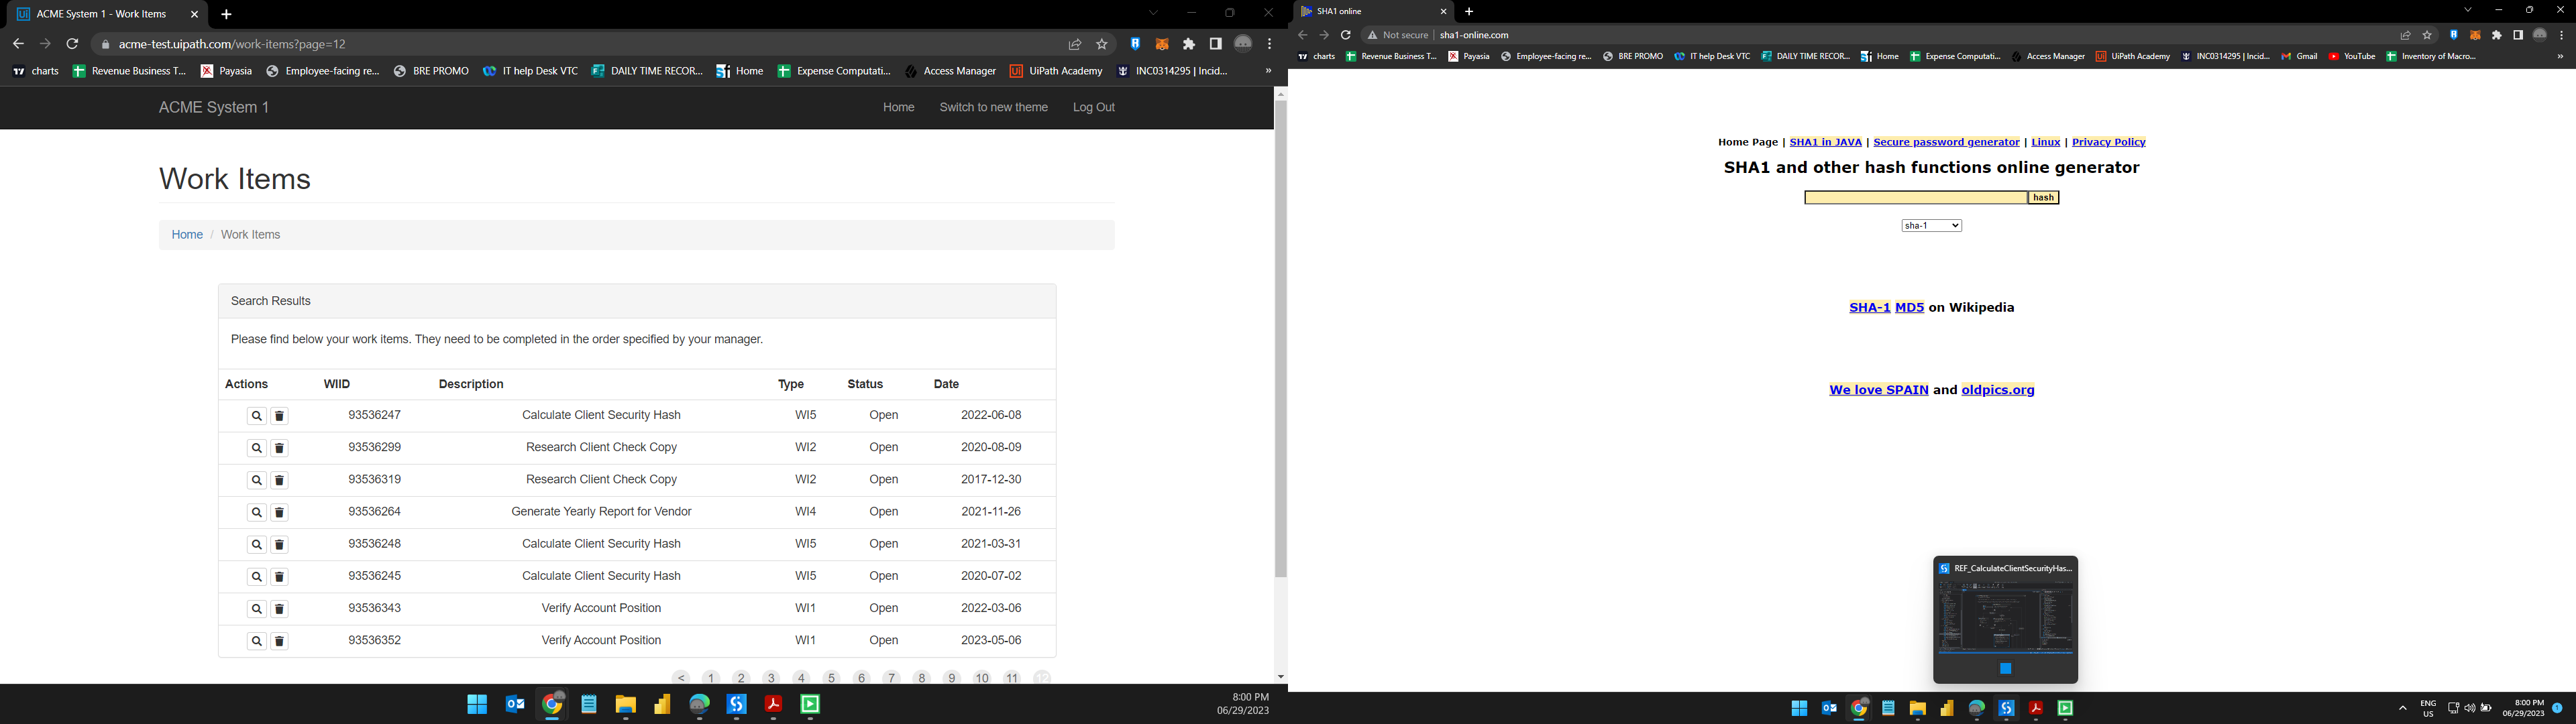 ACME System 1 - Work Items
acme-test.uipath.com/work-items?page=12
charts Revenue Business T... Payasia Employee-facing re... BRE PROMO IT help Desk VTC DAILY TIME RECOR... Home Expense Computati... Access Manager UiPath Academy INC0314295 | Incid... »
ACME System 1 Home Switch to new theme Log Out
Work Items
Home / Work Items
Search Results
Please find below your work items. They need to be completed in the order specified by your manager.
Actions WIID Description Type Status Date
93536247 Calculate Client Security Hash WI5 Open 2022-06-08
93536299 Research Client Check Copy WI2 Open 2020-08-09
93536319 Research Client Check Copy WI2 Open 2017-12-30
93536264 Generate Yearly Report for Vendor WI4 Open 2021-11-26
93536248 Calculate Client Security Hash WI5 Open 2021-03-31
93536245 Calculate Client Security Hash WI5 Open 2020-07-02
93536343 Verify Account Position WI1 Open 2022-03-06
93536352 Verify Account Position WI1 Open 2023-05-06
< 1 2 3 4 5 6 7 8 9 10 11 12
8:00 PM
06/29/2023
SHA1 online
Not secure | sha1-online.com
charts Revenue Business T... Payasia Employee-facing re... BRE PROMO IT help Desk VTC DAILY TIME RECOR... Home Expense Computati... Access Manager UiPath Academy INC0314295 | Incid... Gmail YouTube Inventory of Macro... »
Home Page | SHA1 in JAVA | Secure password generator | Linux | Privacy Policy
SHA1 and other hash functions online generator
hash
sha-1
SHA-1 MD5 on Wikipedia
We love SPAIN and oldpics.org
REF_CalculateClientSecurityHas...
ENG
US
8:00 PM
06/29/2023
1